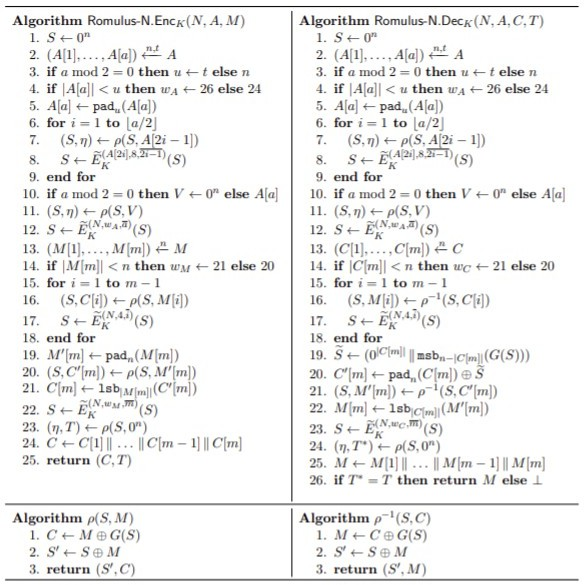 Algorithm Romulus-N.Enc_K(N, A, M)
1. S ← 0^n
2. (A[1], . . . , A[a]) ←^{n,t} A
3. if a mod 2 = 0 then u ← t else n
4. if |A[a]| < u then w_A ← 26 else 24
5. A[a] ← pad_u(A[a])
6. for i = 1 to ⌊a/2⌋
7. (S, η) ← ρ(S, A[2i − 1])
8. S ← Ẽ_K^{(A[2i],8,\overline{2i−1})}(S)
9. end for
10. if a mod 2 = 0 then V ← 0^n else A[a]
11. (S, η) ← ρ(S, V)
12. S ← Ẽ_K^{(N,w_A,\overline{a})}(S)
13. (M[1], . . . , M[m]) ←^n M
14. if |M[m]| < n then w_M ← 21 else 20
15. for i = 1 to m − 1
16. (S, C[i]) ← ρ(S, M[i])
17. S ← Ẽ_K^{(N,4,\overline{i})}(S)
18. end for
19. M′[m] ← pad_n(M[m])
20. (S, C′[m]) ← ρ(S, M′[m])
21. C[m] ← lsb_{|M[m]|}(C′[m])
22. S ← Ẽ_K^{(N,w_M,\overline{m})}(S)
23. (η, T) ← ρ(S, 0^n)
24. C ← C[1] ∥ . . . ∥ C[m − 1] ∥ C[m]
25. return (C, T)
Algorithm Romulus-N.Dec_K(N, A, C, T)
1. S ← 0^n
2. (A[1], . . . , A[a]) ←^{n,t} A
3. if a mod 2 = 0 then u ← t else n
4. if |A[a]| < u then w_A ← 26 else 24
5. A[a] ← pad_u(A[a])
6. for i = 1 to ⌊a/2⌋
7. (S, η) ← ρ(S, A[2i − 1])
8. S ← Ẽ_K^{(A[2i],8,\overline{2i−1})}(S)
9. end for
10. if a mod 2 = 0 then V ← 0^n else A[a]
11. (S, η) ← ρ(S, V)
12. S ← Ẽ_K^{(N,w_A,\overline{a})}(S)
13. (C[1], . . . , C[m]) ←^n C
14. if |C[m]| < n then w_C ← 21 else 20
15. for i = 1 to m − 1
16. (S, M[i]) ← ρ^{−1}(S, C[i])
17. S ← Ẽ_K^{(N,4,\overline{i})}(S)
18. end for
19. S̃ ← (0^{|C[m]|} ∥ msb_{n−|C[m]|}(G(S)))
20. C′[m] ← pad_n(C[m]) ⊕ S̃
21. (S, M′[m]) ← ρ^{−1}(S, C′[m])
22. M[m] ← lsb_{|C[m]|}(M′[m])
23. S ← Ẽ_K^{(N,w_C,\overline{m})}(S)
24. (η, T*) ← ρ(S, 0^n)
25. M ← M[1] ∥ . . . ∥ M[m − 1] ∥ M[m]
26. if T* = T then return M else ⊥
Algorithm ρ(S, M)
1. C ← M ⊕ G(S)
2. S′ ← S ⊕ M
3. return (S′, C)
Algorithm ρ^{−1}(S, C)
1. M ← C ⊕ G(S)
2. S′ ← S ⊕ M
3. return (S′, M)